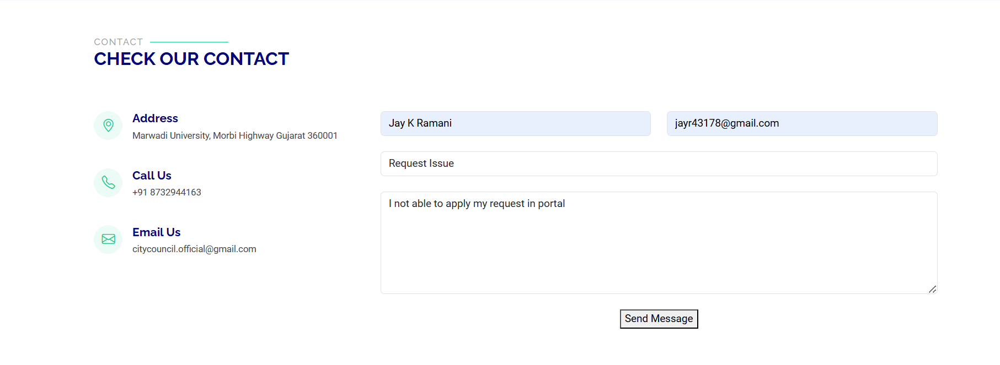 CONTACT
CHECK OUR CONTACT
Address
Marwadi University, Morbi Highway Gujarat 360001
Call Us
+91 8732944163
Email Us
citycouncil.official@gmail.com
Jay K Ramani
jayr43178@gmail.com
Request Issue
I not able to apply my request in portal
Send Message